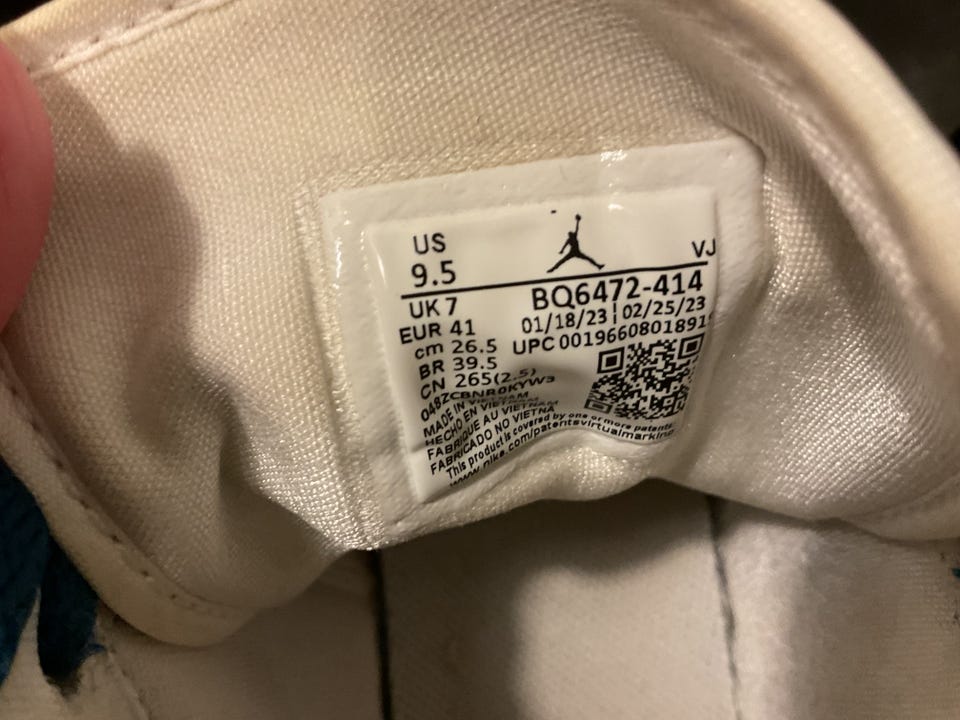 US
9.5
VJ
UK 7
BQ6472-414
EUR 41
01/18/23 | 02/25/23
cm 26.5
UPC 00196608018919
BR 39.5
CN 265(2.5)
048ZCBNR0KYW3
MADE IN VIETNAM
HECHO EN VIETNAM
FABRIQUE AU VIETNAM
FABRICADO NO VIETNA
This product is covered by one or more patents
www.nike.com/patentsvirtualmarking